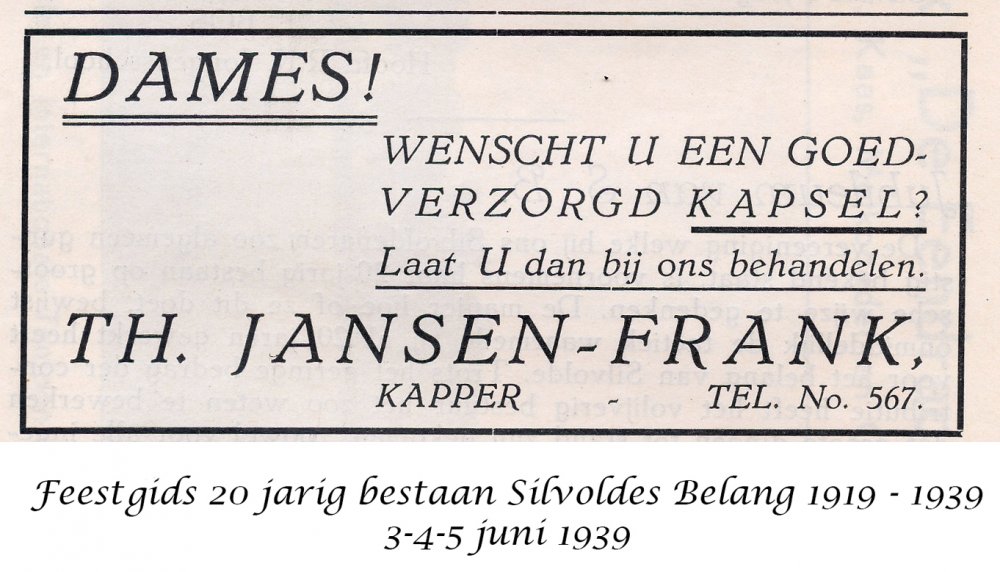 DAMES!
WENSCHT U EEN GOED-
VERZORGD KAPSEL?
Laat U dan bij ons behandelen.
TH. JANSEN-FRANK,
KAPPER - TEL. No. 567.
Feestgids 20 jarig bestaan Silvoldes Belang 1919 - 1939
3-4-5 juni 1939